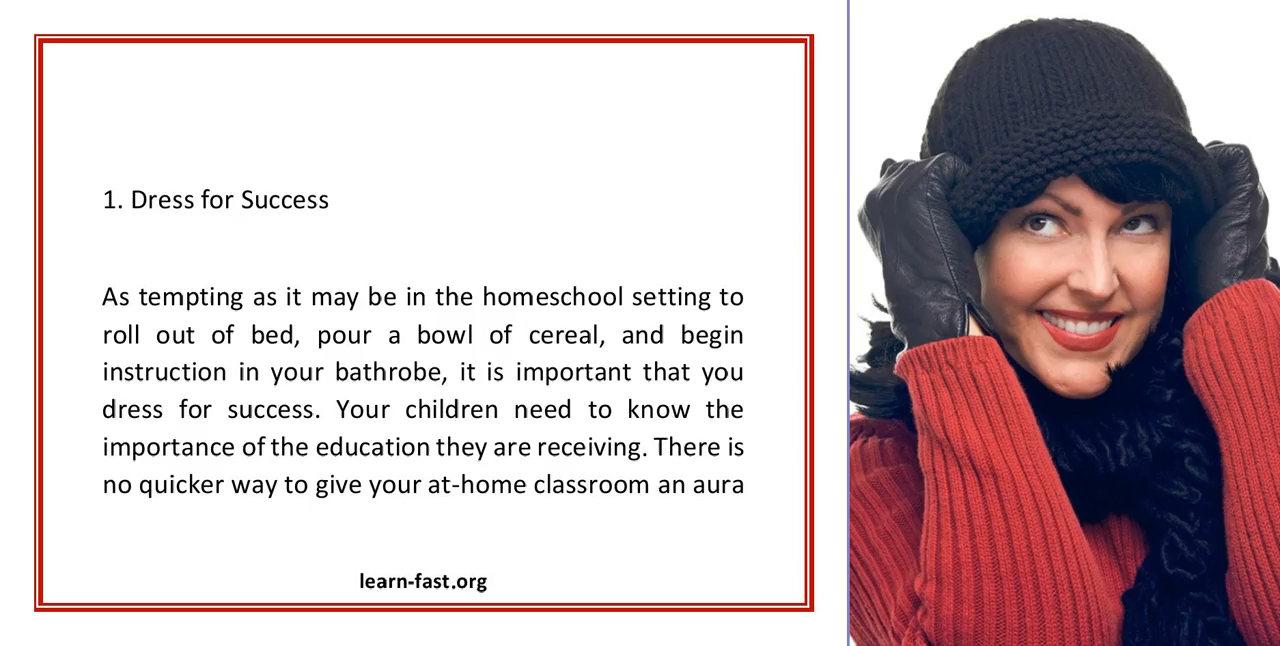 1. Dress for Success
As tempting as it may be in the homeschool setting to
roll out of bed, pour a bowl of cereal, and begin
instruction in your bathrobe, it is important that you
dress for success. Your children need to know the
importance of the education they are receiving. There is
no quicker way to give your at-home classroom an aura
learn-fast.org